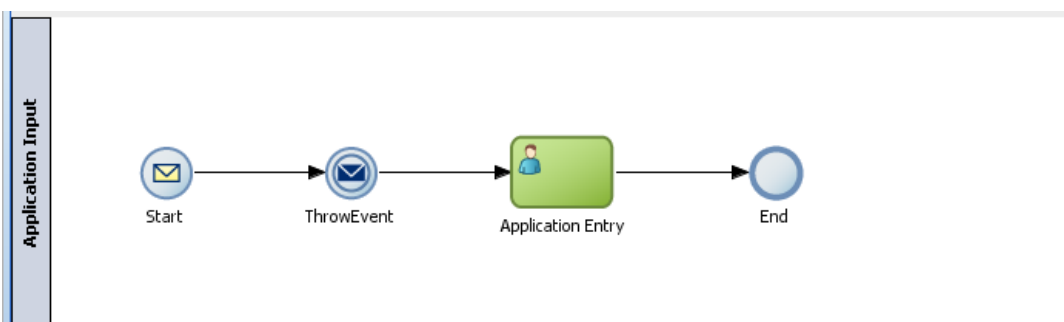 Application Input
Start
ThrowEvent
Application Entry
End